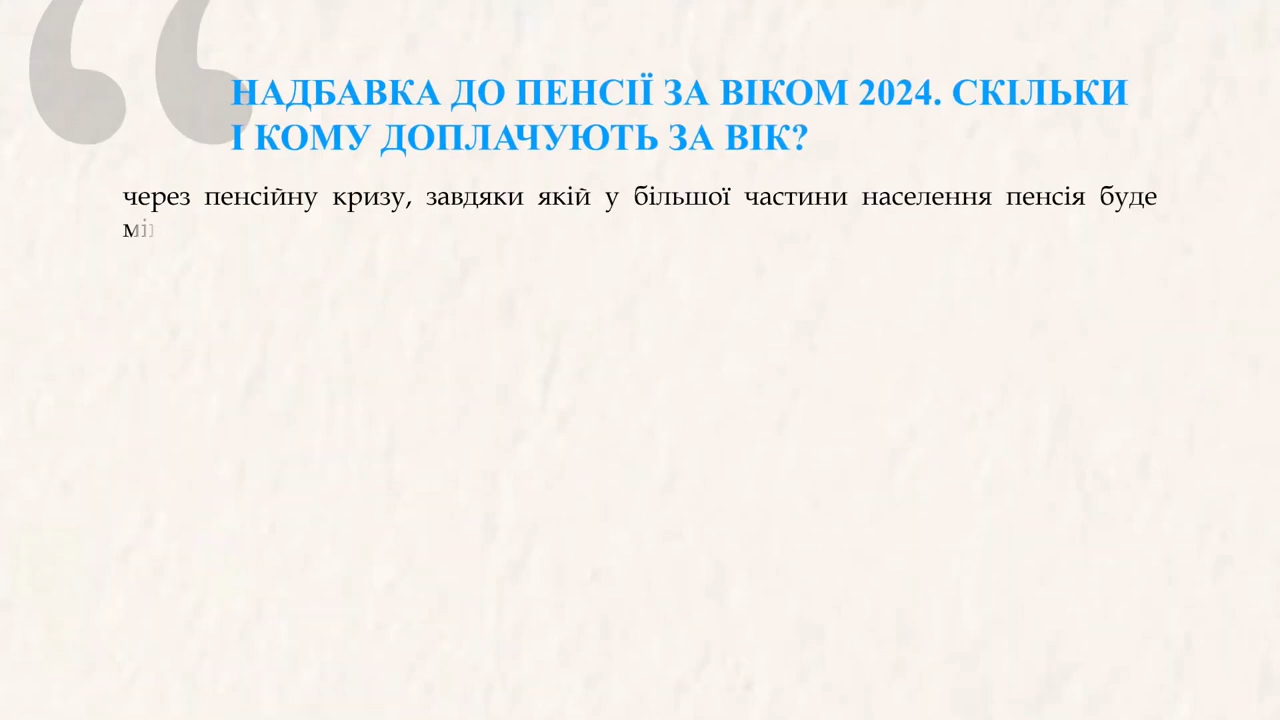 НАДБАВКА ДО ПЕНСІЇ ЗА ВІКОМ 2024. СКІЛЬКИ
І КОМУ ДОПЛАЧУЮТЬ ЗА ВІК?
через пенсійну кризу, завдяки якій у більшої частини населення пенсія буде